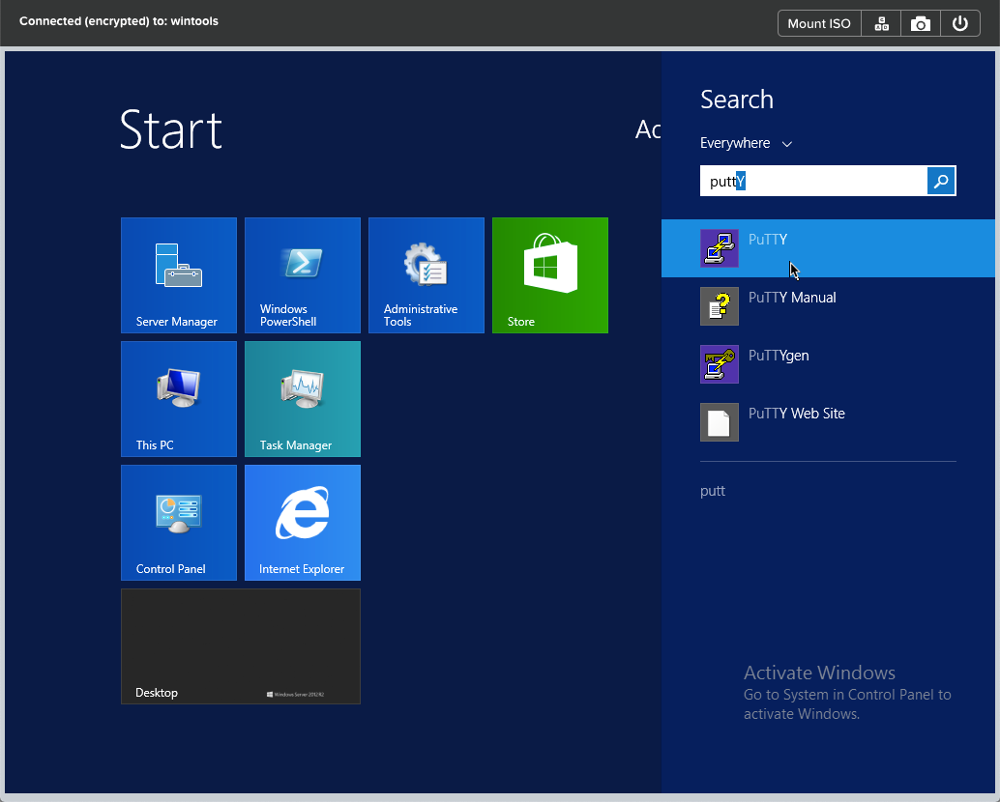 Connected (encrypted) to: wintools
Mount ISO
Start
Ac
Search
Everywhere
puttY
Server Manager
Windows
PowerShell
Administrative
Tools
Store
This PC
Task Manager
Control Panel
Internet Explorer
Desktop
Windows Server 2012 R2
PuTTY
PuTTY Manual
PuTTYgen
PuTTY Web Site
putt
Activate Windows
Go to System in Control Panel to
activate Windows.